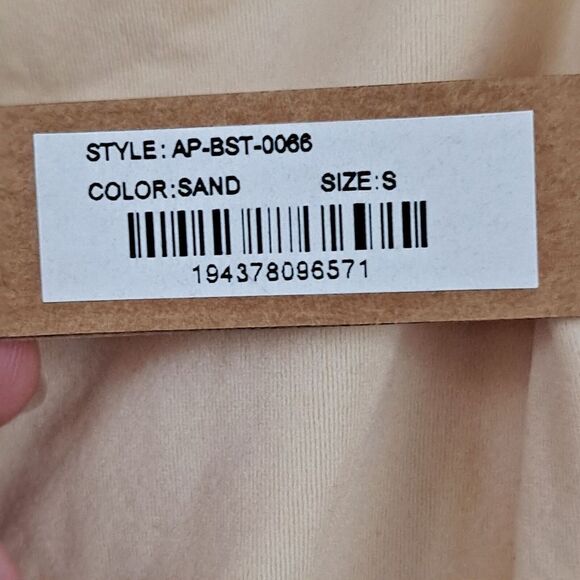 STYLE: AP-BST-0066
COLOR:SAND SIZE:S
194378096571